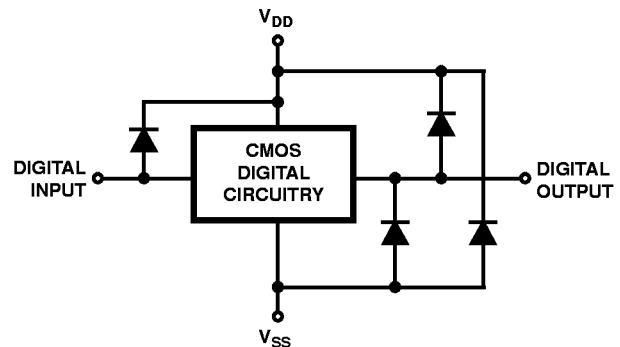 VDD
CMOS
DIGITAL
CIRCUITRY
DIGITAL
INPUT
DIGITAL
OUTPUT
VSS